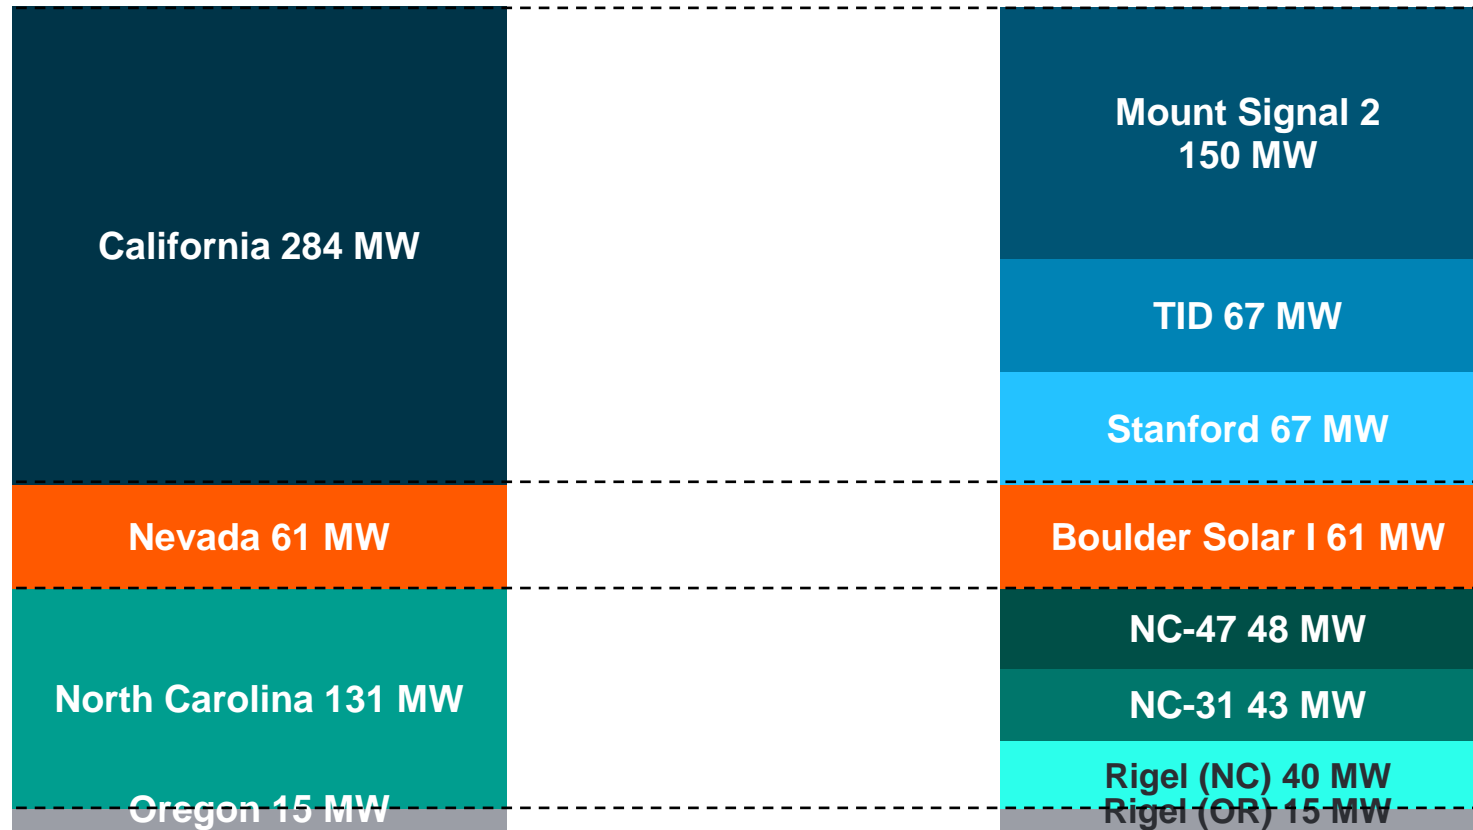 California 284 MW
Nevada 61 MW
North Carolina 131 MW
Oregon 15 MW
Mount Signal 2
150 MW
TID 67 MW
Stanford 67 MW
Boulder Solar I 61 MW
NC-47 48 MW
NC-31 43 MW
Rigel (NC) 40 MW
Rigel (OR) 15 MW